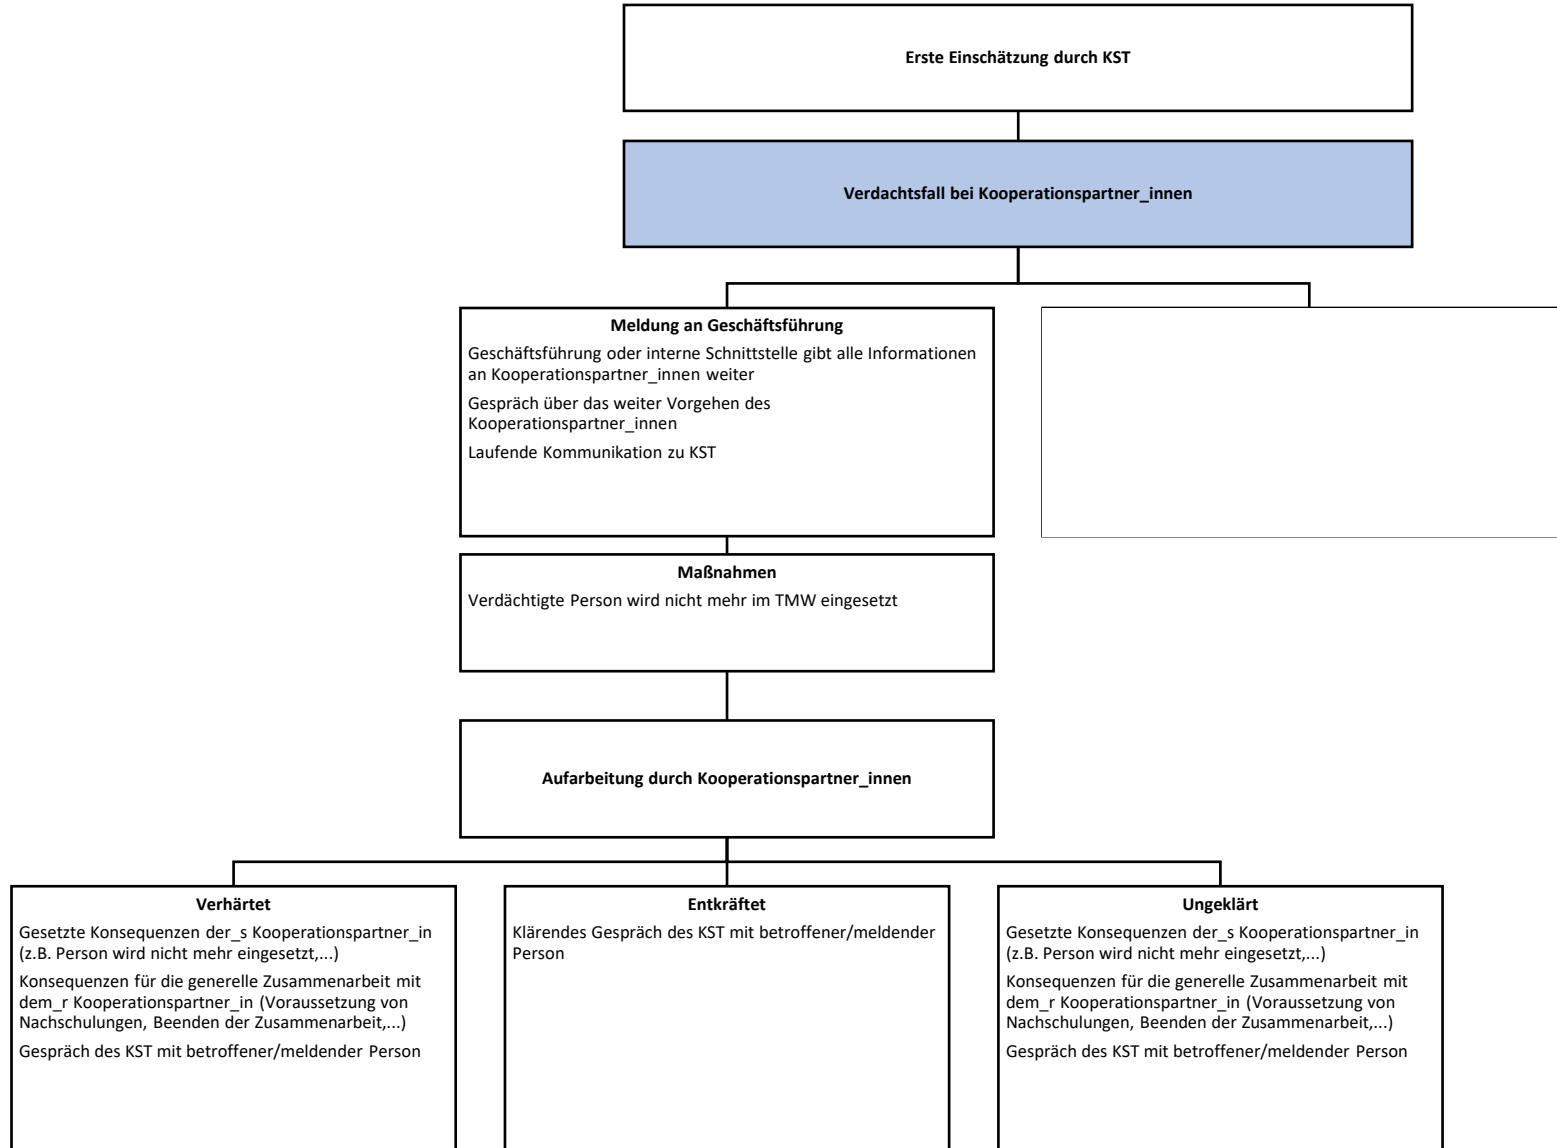 Erste Einschätzung durch KST
Verdachtsfall bei Kooperationspartner_innen
Meldung an Geschäftsführung
Geschäftsführung oder interne Schnittstelle gibt alle Informationen
an Kooperationspartner_innen weiter
Gespräch über das weiter Vorgehen des
Kooperationspartner_innen
Laufende Kommunikation zu KST
Maßnahmen
Verdächtigte Person wird nicht mehr im TMW eingesetzt
Aufarbeitung durch Kooperationspartner_innen
Verhärtet
Gesetzte Konsequenzen der_s Kooperationspartner_in
(z.B. Person wird nicht mehr eingesetzt,...)
Konsequenzen für die generelle Zusammenarbeit mit
dem_r Kooperationspartner_in (Voraussetzung von
Nachschulungen, Beenden der Zusammenarbeit,...)
Gespräch des KST mit betroffener/meldender Person
Entkräftet
Klärendes Gespräch des KST mit betroffener/meldender
Person
Ungeklärt
Gesetzte Konsequenzen der_s Kooperationspartner_in
(z.B. Person wird nicht mehr eingesetzt,...)
Konsequenzen für die generelle Zusammenarbeit mit
dem_r Kooperationspartner_in (Voraussetzung von
Nachschulungen, Beenden der Zusammenarbeit,...)
Gespräch des KST mit betroffener/meldender Person